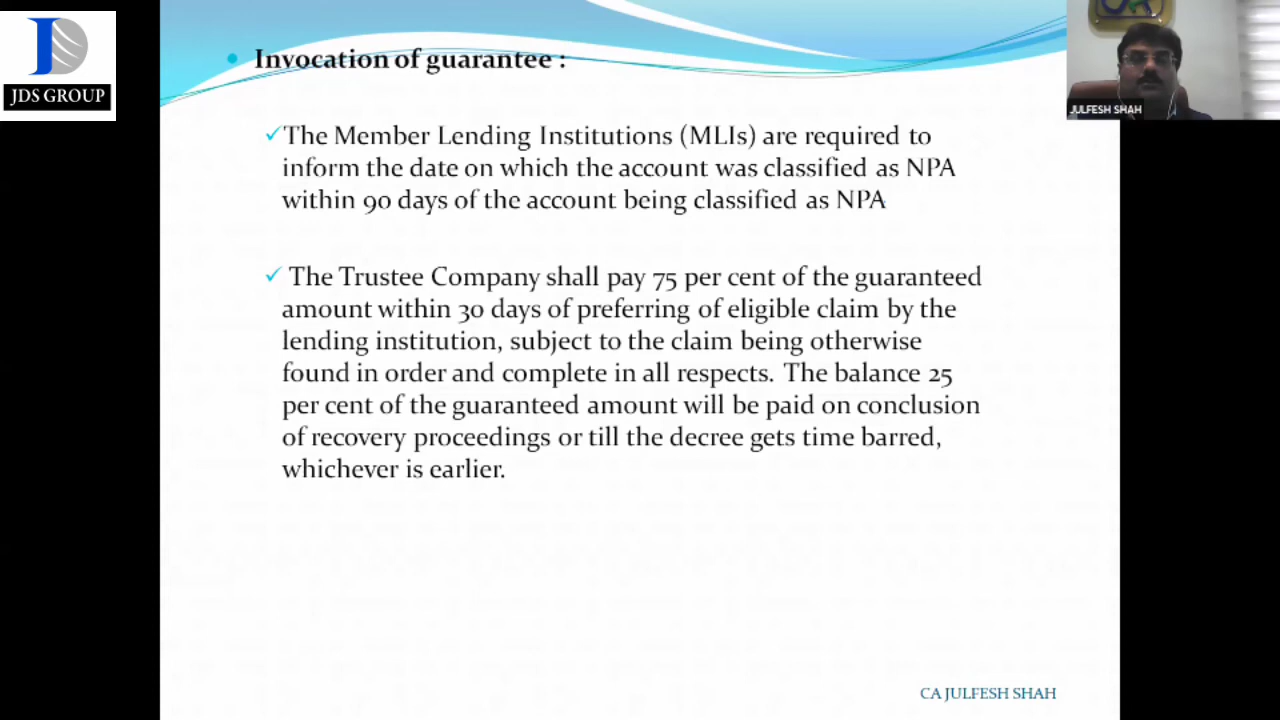 JDS GROUP
Invocation of guarantee :
JULFESH SHAH
The Member Lending Institutions (MLIs) are required to
inform the date on which the account was classified as NPA
within 90 days of the account being classified as NPA
The Trustee Company shall pay 75 per cent of the guaranteed
amount within 30 days of preferring of eligible claim by the
lending institution, subject to the claim being otherwise
found in order and complete in all respects. The balance 25
per cent of the guaranteed amount will be paid on conclusion
of recovery proceedings or till the decree gets time barred,
whichever is earlier.
CA JULFESH SHAH